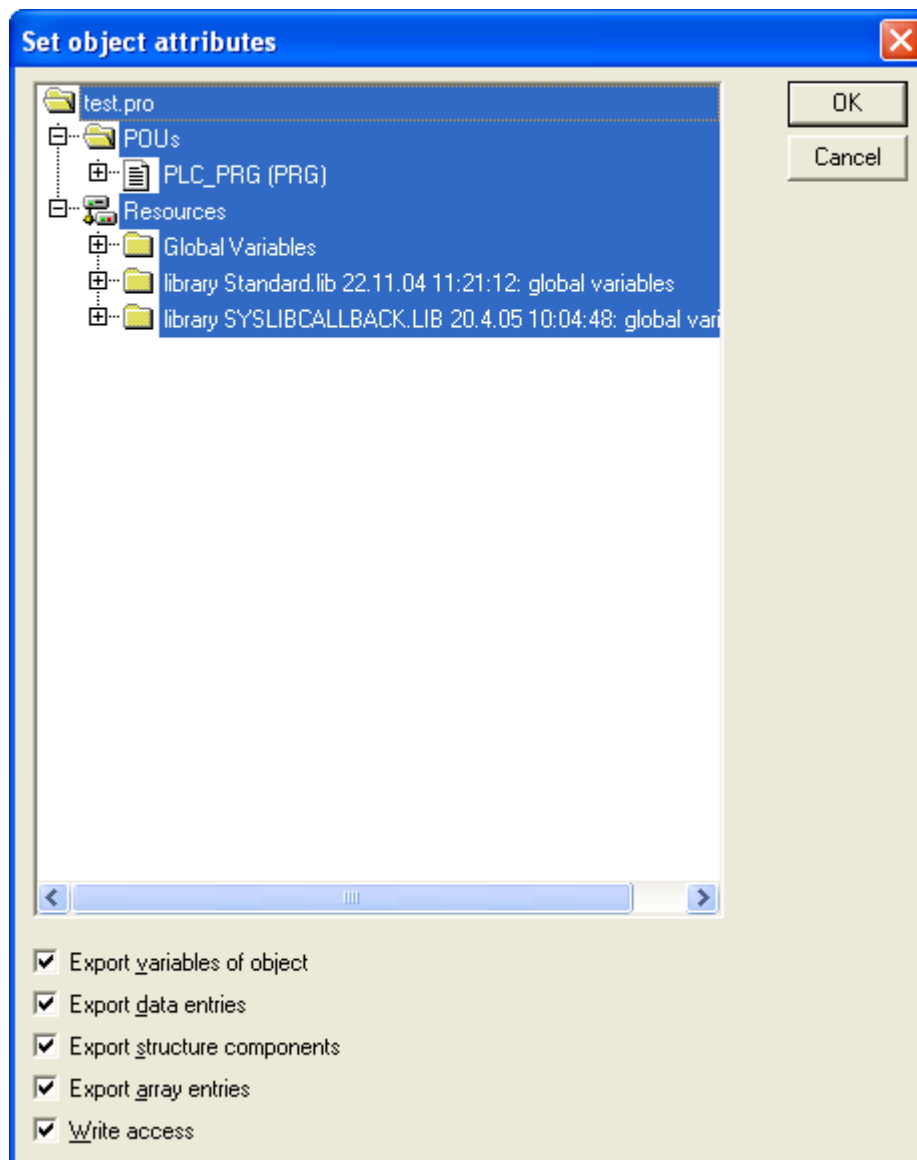 Set object attributes
test.pro
OK
POUs
Cancel
PLC_PRG (PRG)
Resources
Global Variables
library Standard.lib 22.11.04 11:21:12: global variables
library SYSLIBCALLBACK.LIB 20.4.05 10:04:48: global vari
Export variables of object
Export data entries
Export structure components
Export array entries
Write access